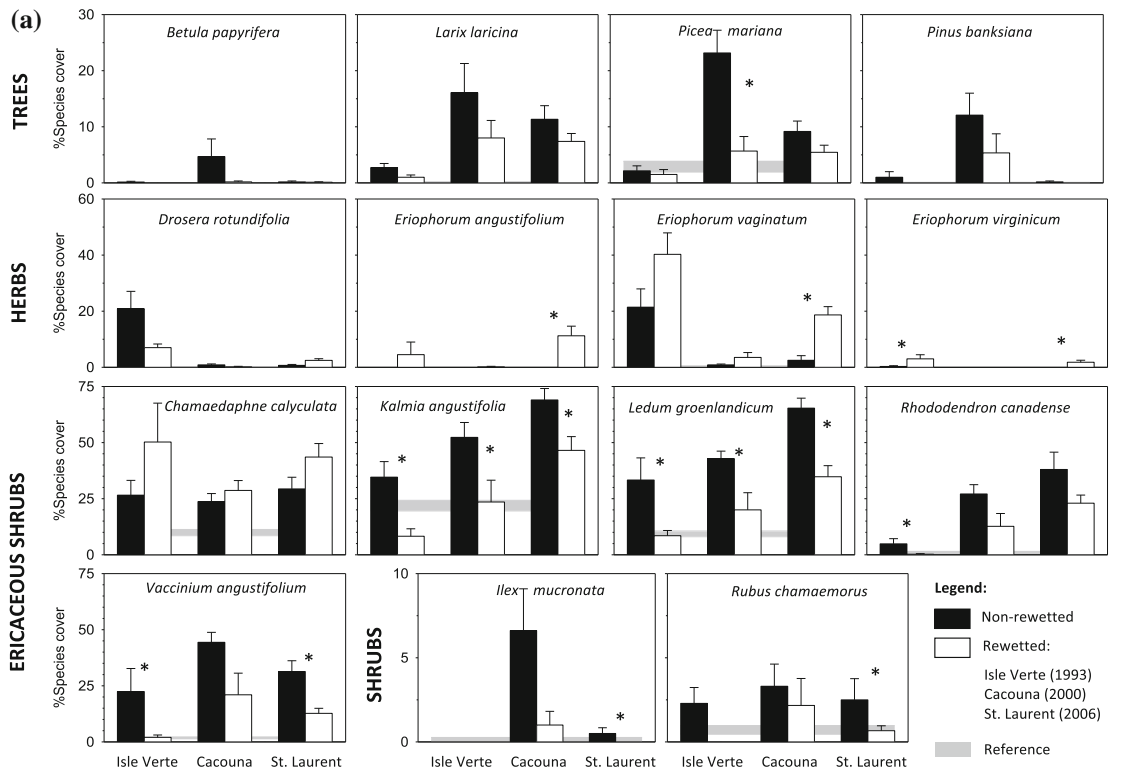 (a)
TREES
%Species cover
30
20
10
0
Betula papyrifera
Larix laricina
Picea mariana
*
Pinus banksiana
HERBS
%Species cover
60
40
20
0
Drosera rotundifolia
Eriophorum angustifolium
*
Eriophorum vaginatum
*
Eriophorum virginicum
*
*
ERICACEOUS SHRUBS
%Species cover
75
50
25
0
Chamaedaphne calyculata
Kalmia angustifolia
*
*
*
Ledum groenlandicum
*
*
*
Rhododendron canadense
*
%Species cover
75
50
25
0
Vaccinium angustifolium
*
*
Isle Verte Cacouna St. Laurent
SHRUBS
10
5
0
Ilex mucronata
*
Isle Verte Cacouna St. Laurent
Rubus chamaemorus
*
Isle Verte Cacouna St. Laurent
Legend:
Non-rewetted
Rewetted:
Isle Verte (1993)
Cacouna (2000)
St. Laurent (2006)
Reference